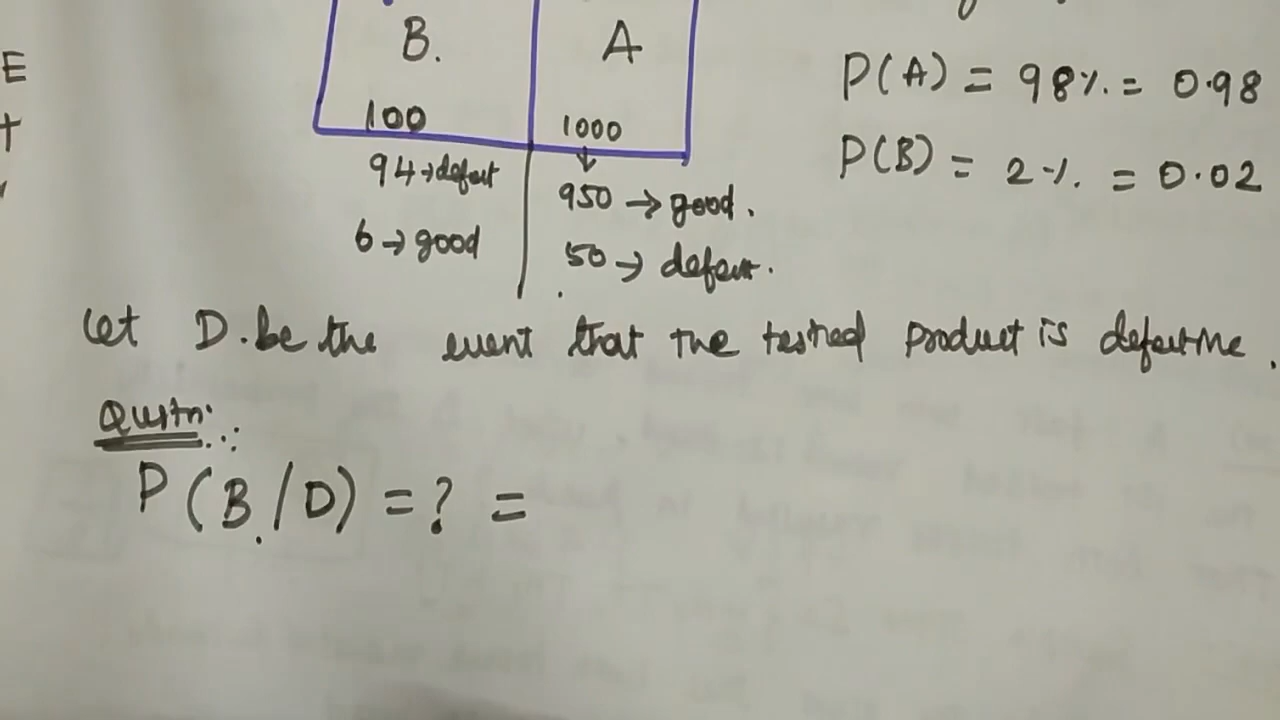 B. A
P(A) = 98% = 0.98
100 1000
P(B) = 2% = 0.02
94→defect
950 → good.
6→good
50→ defect.
E
Let D. be the event that the tested product is defective.
Qustn:
P(B/D) = ? =